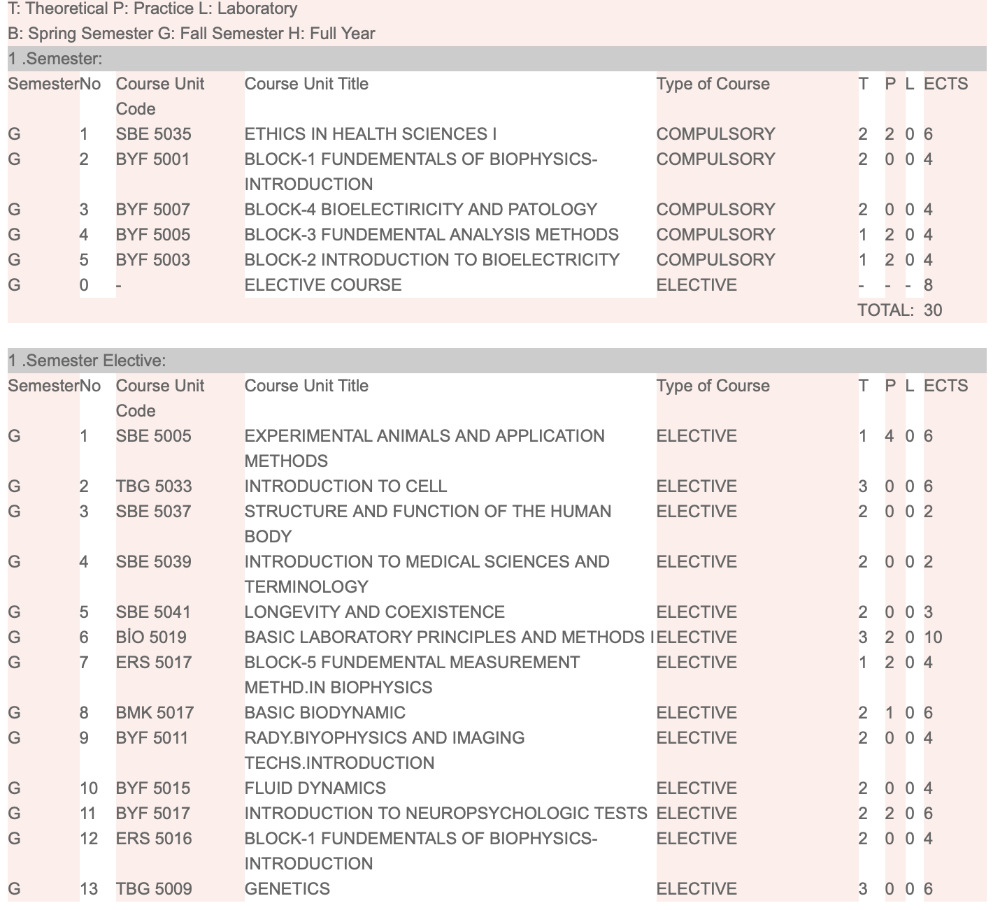 T: Theoretical P: Practice L: Laboratory
B: Spring Semester G: Fall Semester H: Full Year
1 .Semester:
Semester No Course Unit Code Course Unit Title Type of Course T P L ECTS
G 1 SBE 5035 ETHICS IN HEALTH SCIENCES I COMPULSORY 2 2 0 6
G 2 BYF 5001 BLOCK-1 FUNDEMENTALS OF BIOPHYSICS-INTRODUCTION COMPULSORY 2 0 0 4
G 3 BYF 5007 BLOCK-4 BIOELECTIRICITY AND PATOLOGY COMPULSORY 2 0 0 4
G 4 BYF 5005 BLOCK-3 FUNDEMENTAL ANALYSIS METHODS COMPULSORY 1 2 0 4
G 5 BYF 5003 BLOCK-2 INTRODUCTION TO BIOELECTRICITY COMPULSORY 1 2 0 4
G 0 - ELECTIVE COURSE ELECTIVE - - - 8
TOTAL: 30
1 .Semester Elective:
Semester No Course Unit Code Course Unit Title Type of Course T P L ECTS
G 1 SBE 5005 EXPERIMENTAL ANIMALS AND APPLICATION METHODS ELECTIVE 1 4 0 6
G 2 TBG 5033 INTRODUCTION TO CELL ELECTIVE 3 0 0 6
G 3 SBE 5037 STRUCTURE AND FUNCTION OF THE HUMAN BODY ELECTIVE 2 0 0 2
G 4 SBE 5039 INTRODUCTION TO MEDICAL SCIENCES AND TERMINOLOGY ELECTIVE 2 0 0 2
G 5 SBE 5041 LONGEVITY AND COEXISTENCE ELECTIVE 2 0 0 3
G 6 BİO 5019 BASIC LABORATORY PRINCIPLES AND METHODS I ELECTIVE 3 2 0 10
G 7 ERS 5017 BLOCK-5 FUNDEMENTAL MEASUREMENT METHD.IN BIOPHYSICS ELECTIVE 1 2 0 4
G 8 BMK 5017 BASIC BIODYNAMIC ELECTIVE 2 1 0 6
G 9 BYF 5011 RADY.BIYOPHYSICS AND IMAGING TECHS.INTRODUCTION ELECTIVE 2 0 0 4
G 10 BYF 5015 FLUID DYNAMICS ELECTIVE 2 0 0 4
G 11 BYF 5017 INTRODUCTION TO NEUROPSYCHOLOGIC TESTS ELECTIVE 2 2 0 6
G 12 ERS 5016 BLOCK-1 FUNDEMENTALS OF BIOPHYSICS-INTRODUCTION ELECTIVE 2 0 0 4
G 13 TBG 5009 GENETICS ELECTIVE 3 0 0 6